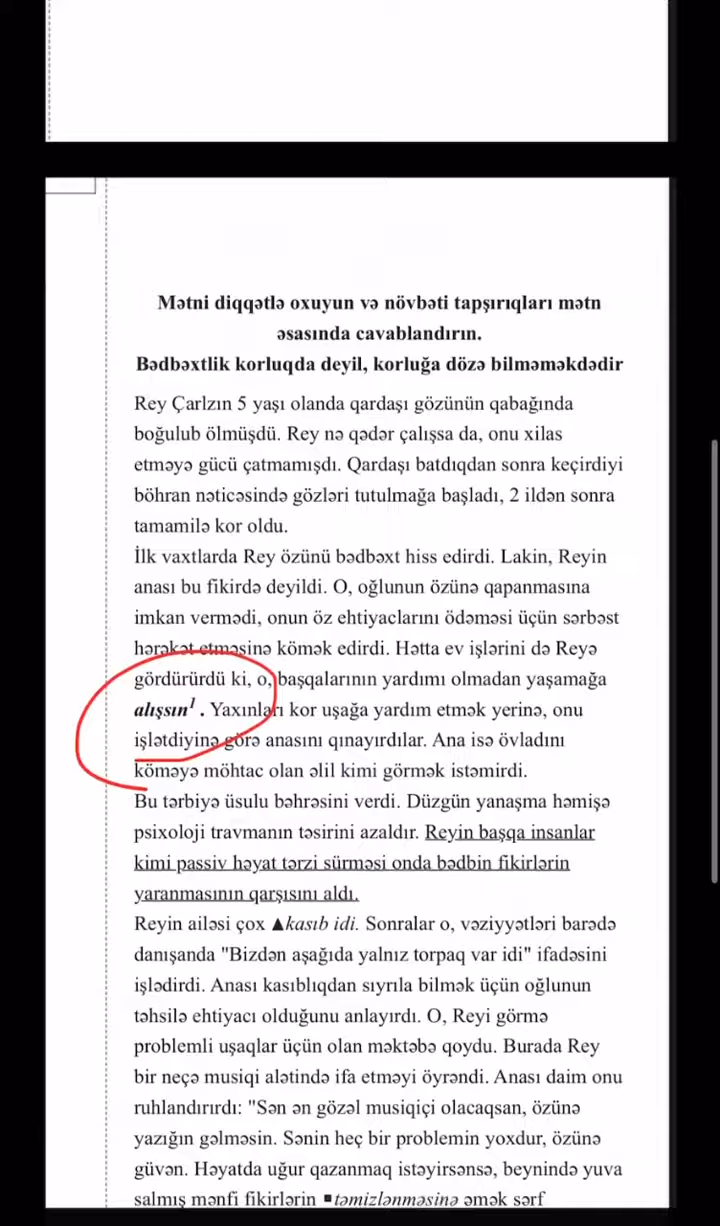 Mətni diqqətlə oxuyun və növbəti tapşırıqları mətn
əsasında cavablandırın.
Bədbəxtlik korluqda deyil, korluğa dözə bilməməkdədir
Rey Çarlzın 5 yaşı olanda qardaşı gözünün qabağında
boğulub ölmüşdü. Rey nə qədər çalışsa da, onu xilas
etməyə gücü çatmamışdı. Qardaşı batdıqdan sonra keçirdiyi
böhran nəticəsində gözləri tutulmağa başladı, 2 ildən sonra
tamamilə kor oldu.
İlk vaxtlarda Rey özünü bədbəxt hiss edirdi. Lakin, Reyin
anası bu fikirdə deyildi. O, oğlunun özünə qapanmasına
imkan vermədi, onun öz ehtiyaclarını ödəməsi üçün sərbəst
hərəkət etməsinə kömək edirdi. Hətta ev işlərini də Reyə
gördürürdü ki, o, başqalarının yardımı olmadan yaşamağa
alışsın¹ . Yaxınları kor uşağa yardım etmək yerinə, onu
işlətdiyinə görə anasını qınayırdılar. Ana isə övladını
köməyə möhtac olan əlil kimi görmək istəmirdi.
Bu tərbiyə üsulu bəhrəsini verdi. Düzgün yanaşma həmişə
psixoloji travmanın təsirini azaldır. Reyin başqa insanlar
kimi passiv həyat tərzi sürməsi onda bədbin fikirlərin
yaranmasının qarşısını aldı.
Reyin ailəsi çox ▲kasıb idi. Sonralar o, vəziyyətləri barədə
danışanda "Bizdən aşağıda yalnız torpaq var idi" ifadəsini
işlədirdi. Anası kasıblıqdan sıyrıla bilmək üçün oğlunun
təhsilə ehtiyacı olduğunu anlayırdı. O, Reyi görmə
problemli uşaqlar üçün olan məktəbə qoydu. Burada Rey
bir neçə musiqi alətində ifa etməyi öyrəndi. Anası daim onu
ruhlandırırdı: "Sən ən gözəl musiqiçi olacaqsan, özünə
yazığın gəlməsin. Sənin heç bir problemin yoxdur, özünə
güvən. Həyatda uğur qazanmaq istəyirsənsə, beynində yuva
salmış mənfi fikirlərin ▪təmizlənməsinə əmək sərf